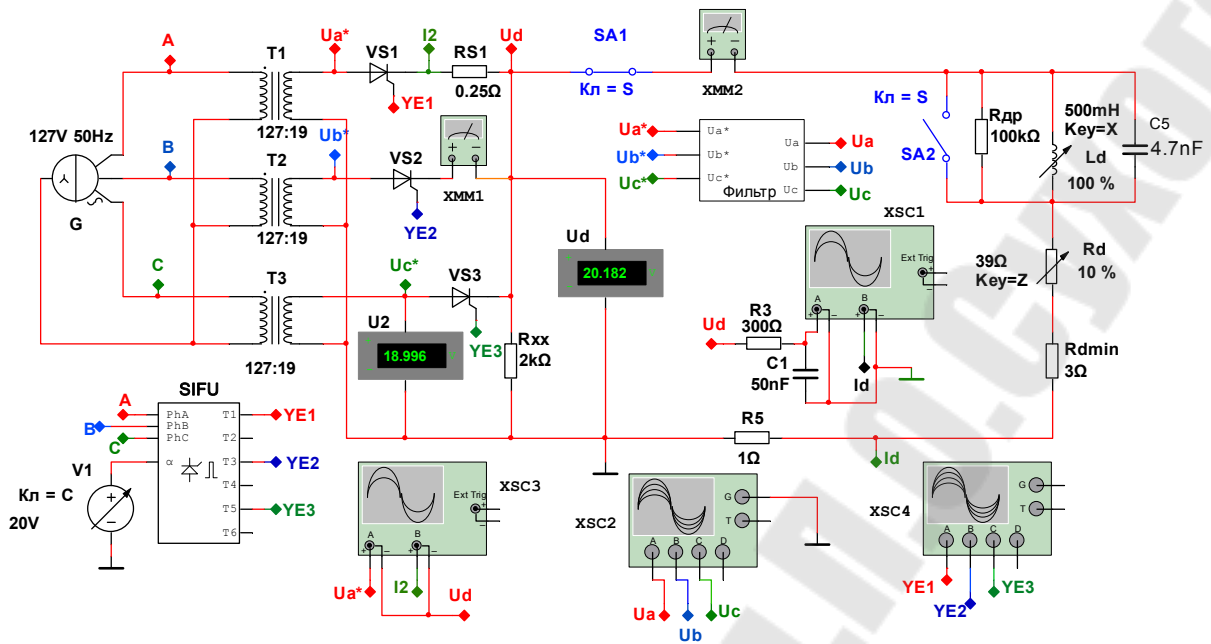 A
T1
Ua*
VS1
I2
RS1
Ud
SA1
+ −
XMM2
Кл = S
YE1
0.25Ω
127:19
127V 50Hz
B
Ub*
T2
VS2
+ −
XMM1
YE2
G
127:19
C
T3
Uc*
VS3
YE3
127:19
U2
18.996 V
Rxx
2kΩ
Ud
20.182 V
Ua* Ua* Ua Ua
Ub* Ub* Ub Ub
Uc* Uc* Uc Uc
Фильтр
Кл = S
SA2
Rдр
100kΩ
500mH
Key=X
Ld
100 %
C5
4.7nF
XSC1
Ext Trig
+
−
A B
+ − + −
39Ω
Key=Z
Rd
10 %
Ud
R3
300Ω
C1
50nF
Id
Rdmin
3Ω
R5
1Ω
Id
SIFU
A PhA T1 YE1
B PhB T2
C PhC T3 YE2
α T4
T5 YE3
T6
V1
Кл = C
20V
+
−
XSC3
Ext Trig
+
−
A B
+ − + −
Ua*
I2
Ud
XSC2
G
T
A B C D
Ua
Ub
Uc
XSC4
G
T
A B C D
YE1
YE2
YE3